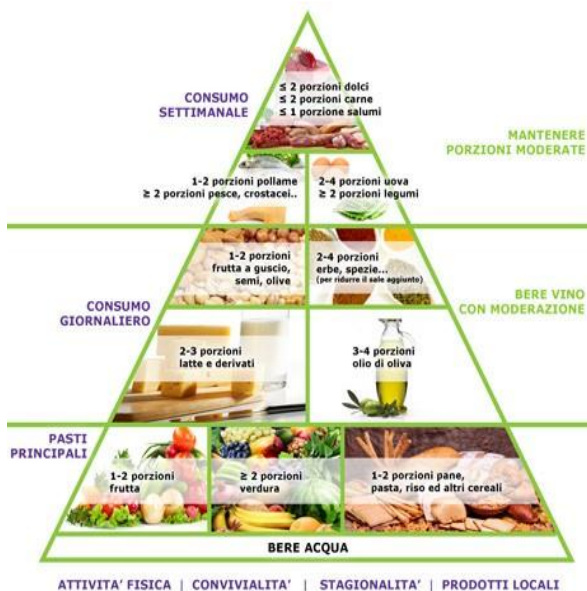 ≤ 2 porzioni dolci
≤ 2 porzioni carne
≤ 1 porzione salumi
CONSUMO
SETTIMANALE
MANTENERE
PORZIONI MODERATE
1-2 porzioni pollame
≥ 2 porzioni pesce, crostacei..
2-4 porzioni uova
≥ 2 porzioni legumi
1-2 porzioni
frutta a guscio,
semi, olive
2-4 porzioni
erbe, spezie...
(per ridurre il sale aggiunto)
CONSUMO
GIORNALIERO
BERE VINO
CON MODERAZIONE
2-3 porzioni
latte e derivati
3-4 porzioni
olio di oliva
PASTI
PRINCIPALI
1-2 porzioni
frutta
≥ 2 porzioni
verdura
1-2 porzioni pane,
pasta, riso ed altri cereali
BERE ACQUA
ATTIVITA' FISICA | CONVIVIALITA' | STAGIONALITA' | PRODOTTI LOCALI